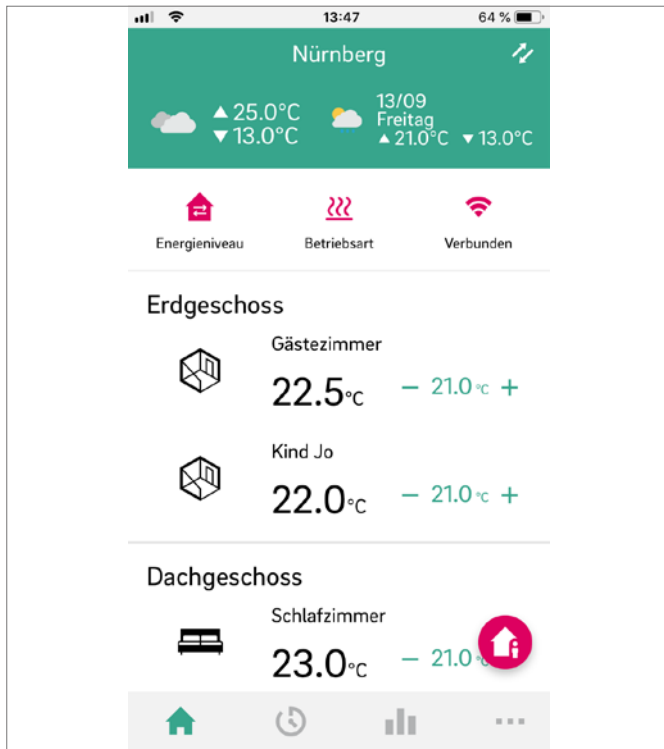 13:47
64 %
Nürnberg
▲ 25.0°C
▼ 13.0°C
13/09
Freitag
▲ 21.0°C ▼ 13.0°C
Energieniveau
Betriebsart
Verbunden
Erdgeschoss
Gästezimmer
22.5°C
− 21.0 °C +
Kind Jo
22.0°C
− 21.0 °C +
Dachgeschoss
Schlafzimmer
23.0°C
− 21.0